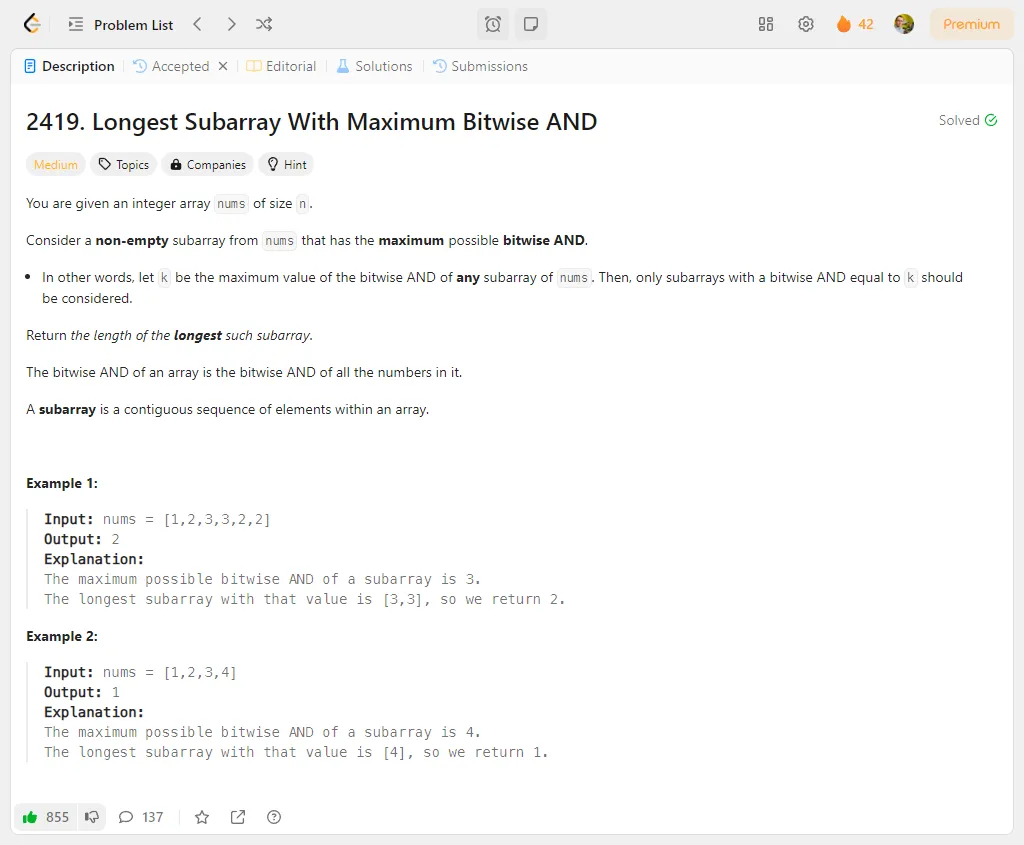 Problem List
42
Premium
Description
Accepted
Editorial
Solutions
Submissions
2419. Longest Subarray With Maximum Bitwise AND
Solved
Medium
Topics
Companies
Hint
You are given an integer array nums of size n.
Consider a non-empty subarray from nums that has the maximum possible bitwise AND.
• In other words, let k be the maximum value of the bitwise AND of any subarray of nums. Then, only subarrays with a bitwise AND equal to k should
be considered.
Return the length of the longest such subarray.
The bitwise AND of an array is the bitwise AND of all the numbers in it.
A subarray is a contiguous sequence of elements within an array.
Example 1:
Input: nums = [1,2,3,3,2,2]
Output: 2
Explanation:
The maximum possible bitwise AND of a subarray is 3.
The longest subarray with that value is [3,3], so we return 2.
Example 2:
Input: nums = [1,2,3,4]
Output: 1
Explanation:
The maximum possible bitwise AND of a subarray is 4.
The longest subarray with that value is [4], so we return 1.
855
137